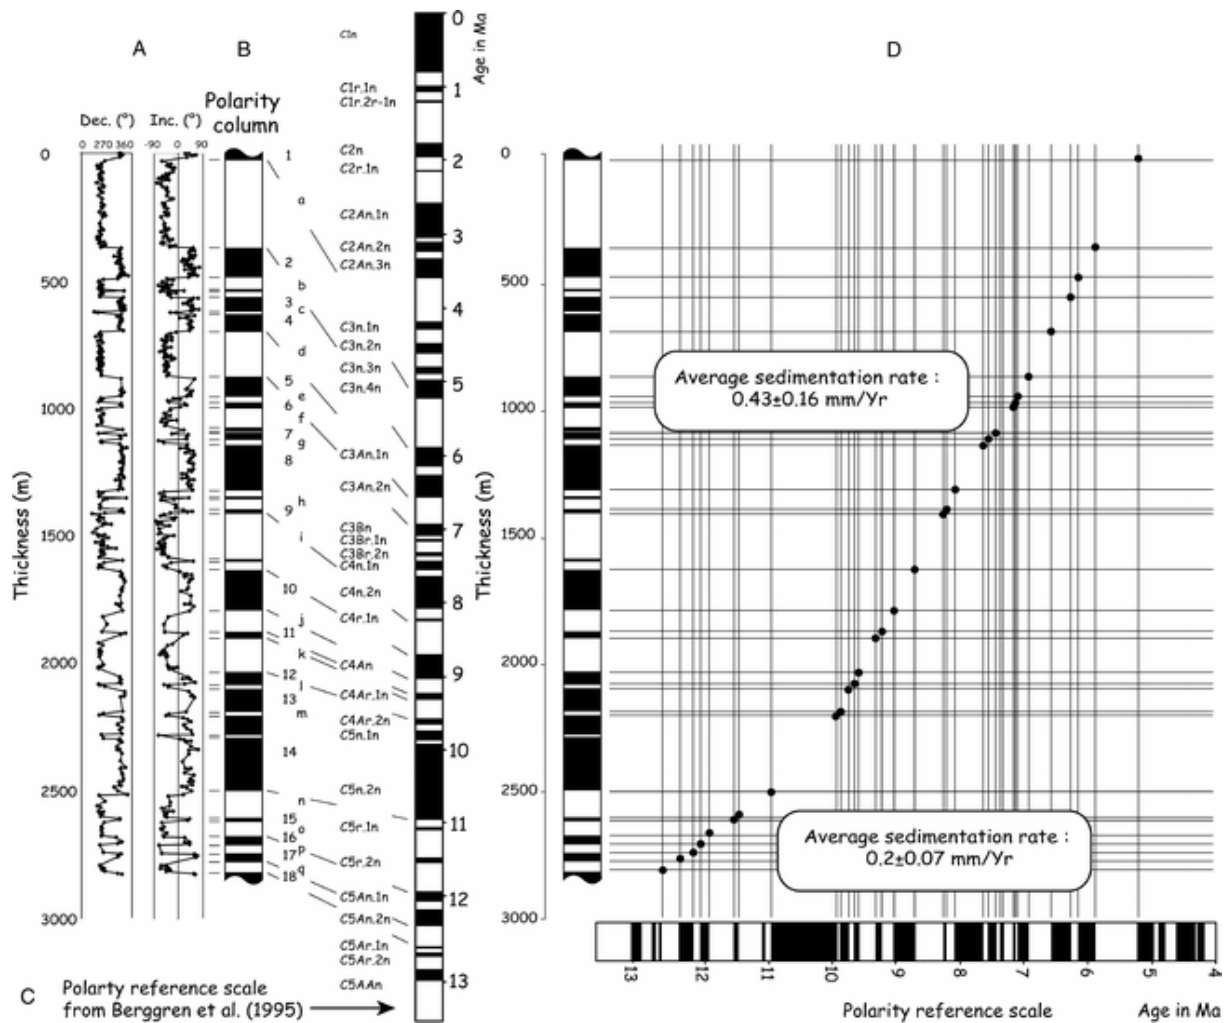 A
B
D
Age in Ma
Polarity
column
Dec. (°)
Inc. (°)
0 270 360
-90 0 90
C1n
C1r.1n
C1r.2r-1n
C2n
C2r.1n
C2An.1n
C2An.2n
C2An.3n
C3n.1n
C3n.2n
C3n.3n
C3n.4n
C3An.1n
C3An.2n
C3Bn
C3Br.1n
C3Br.2n
C4n.1n
C4n.2n
C4r.1n
C4An
C4Ar.1n
C4Ar.2n
C5n.1n
C5n.2n
C5r.1n
C5r.2n
C5An.1n
C5An.2n
C5Ar.1n
C5Ar.2n
C5AAn
0
1
2
3
4
5
6
7
8
9
10
11
12
13
1
a
2
b
3
c
4
d
5
e
6
f
7
g
8
h
9
i
10
j
11
k
12
l
13
m
14
n
15
o
16
p
17
q
18
Thickness (m)
0
500
1000
1500
2000
2500
3000
Thickness (m)
0
500
1000
1500
2000
2500
3000
Average sedimentation rate :
0.43±0.16 mm/Yr
Average sedimentation rate :
0.2±0.07 mm/Yr
13 12 11 10 9 8 7 6 5 4
Polarity reference scale
Age in Ma
C
Polarty reference scale
from Berggren et al. (1995)